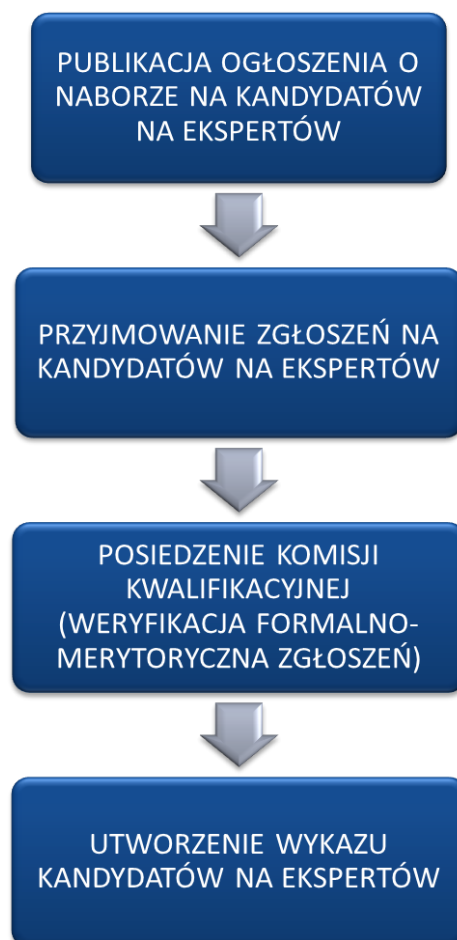 PUBLIKACJA OGŁOSZENIA O
NABORZE NA KANDYDATÓW
NA EKSPERTÓW
PRZYJMOWANIE ZGŁOSZEŃ NA
KANDYDATÓW NA EKSPERTÓW
POSIEDZENIE KOMISJI
KWALIFIKACYJNEJ
(WERYFIKACJA FORMALNO-
MERYTORYCZNA ZGŁOSZEŃ)
UTWORZENIE WYKAZU
KANDYDATÓW NA EKSPERTÓW